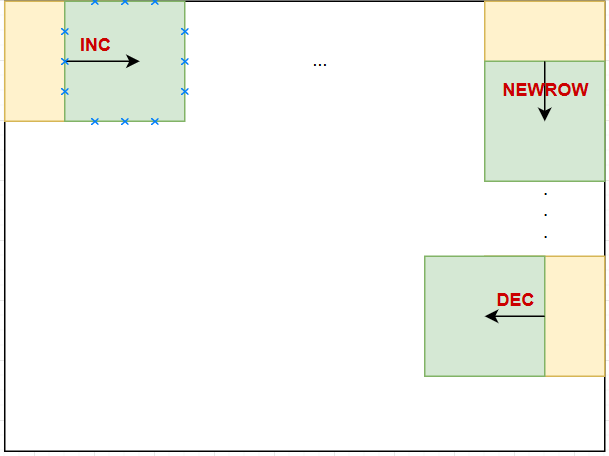 INC
...
NEWROW
.
.
.
DEC